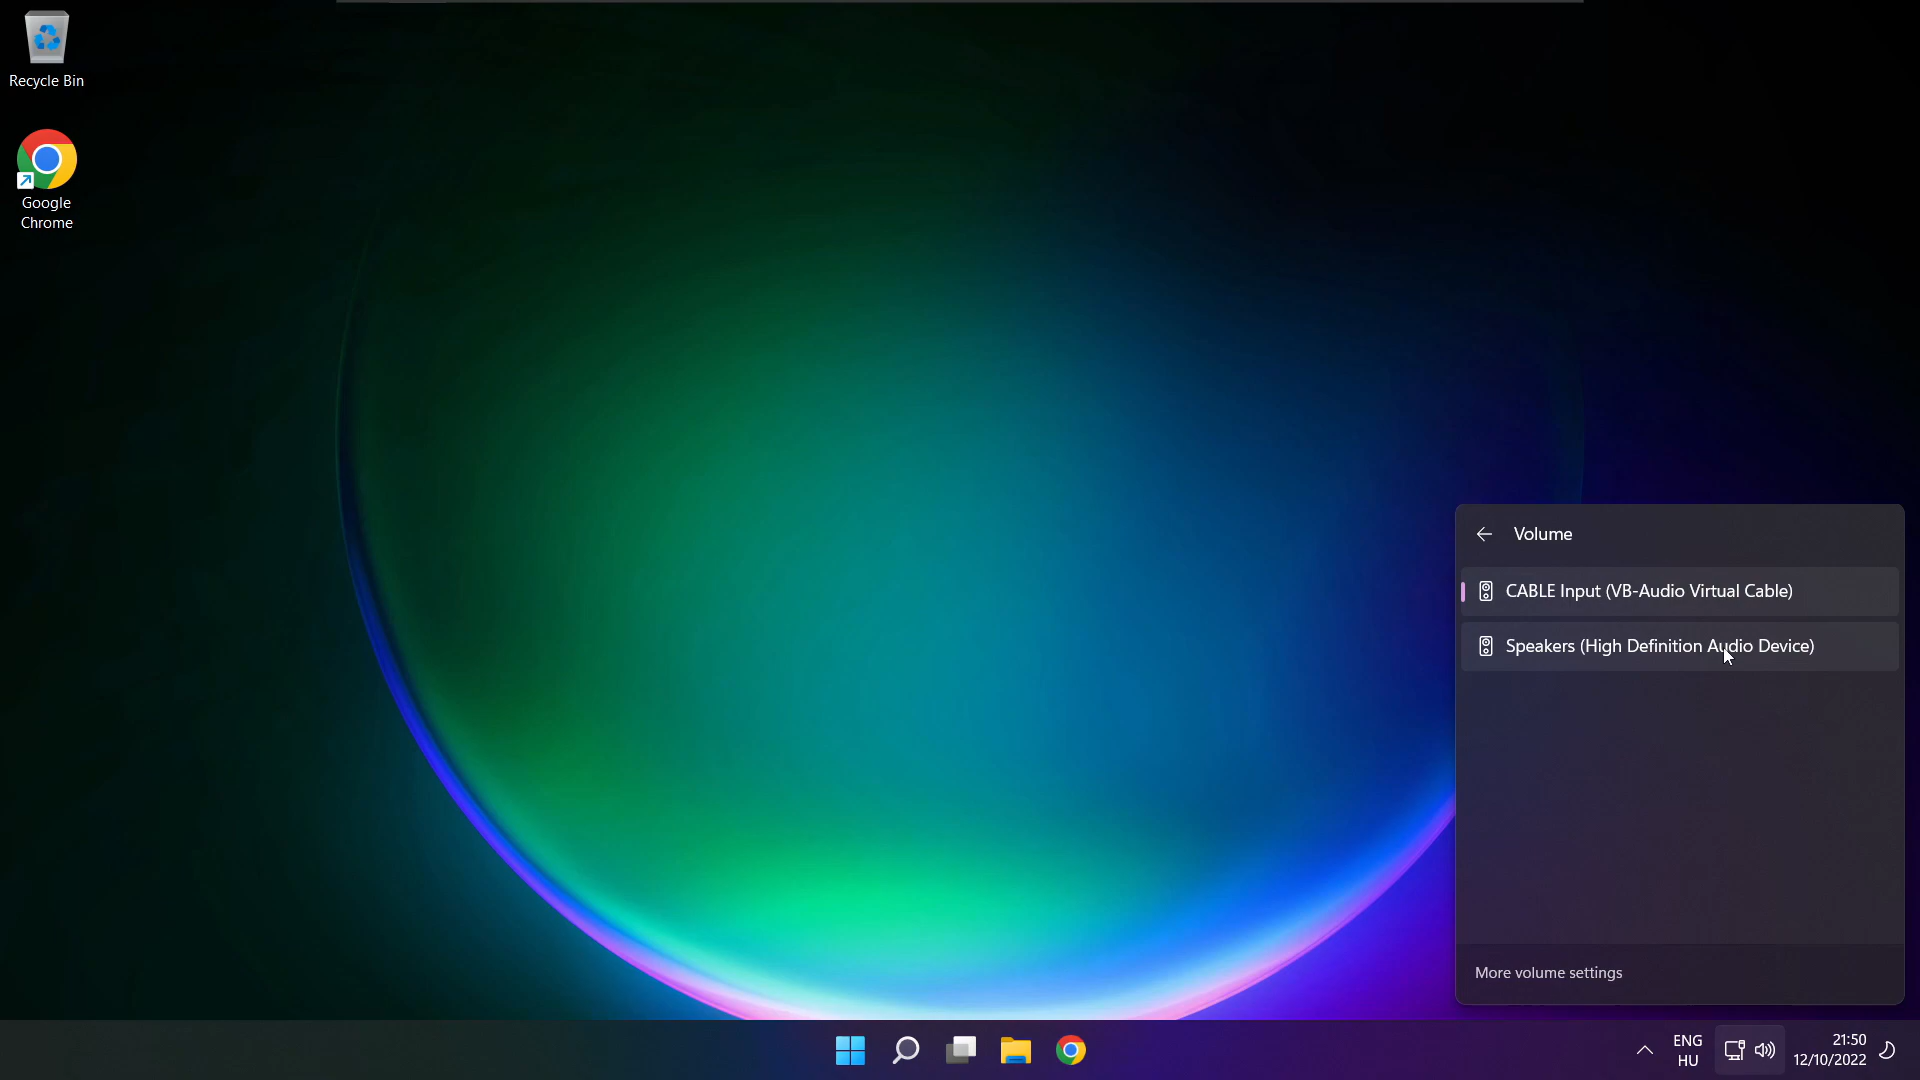 Recycle Bin
Google
Chrome
Volume
CABLE Input (VB-Audio Virtual Cable)
Speakers (High Definition Audio Device)
More volume settings
ENG
HU
21:50
12/10/2022